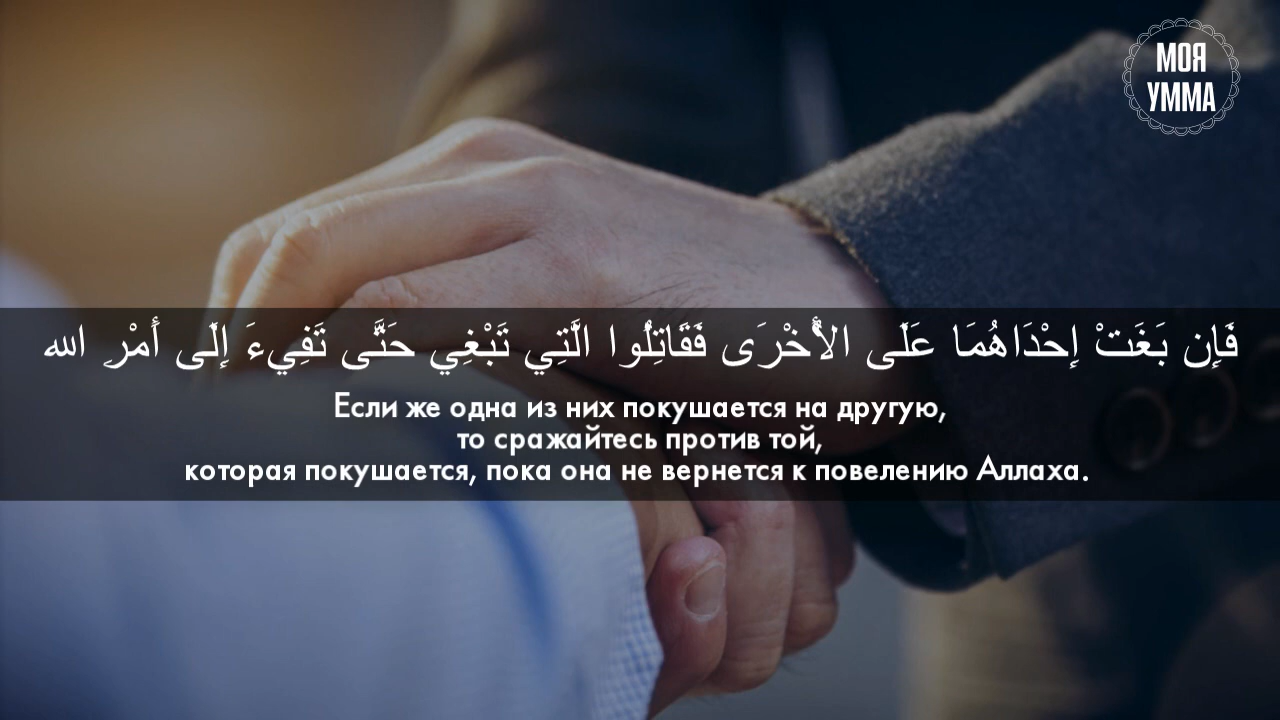 МОЯ
УММА
فَإِن بَغَتْ إِحْدَاهُمَا عَلَى الأُخْرَى فَقَاتِلُوا الَّتِي تَبْغِي حَتَّى تَفِيءَ إِلَى أَمْرِ الله
Если же одна из них покушается на другую,
то сражайтесь против той,
которая покушается, пока она не вернется к повелению Аллаха.